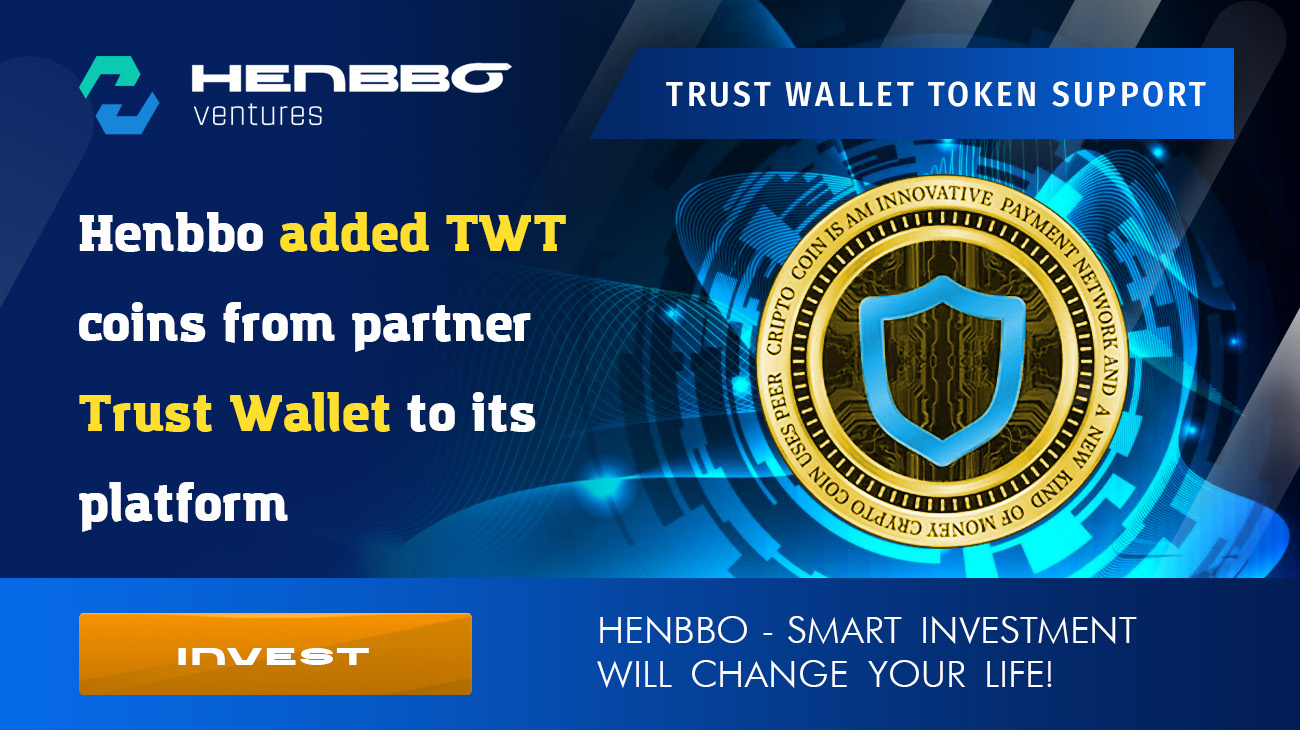 HENBBO
ventures
TRUST WALLET TOKEN SUPPORT
Henbbo added TWT
coins from partner
Trust Wallet to its
platform
CRIPTO COIN IS AM INNOVATIVE PAYMENT NETWORK AND A NEW KIND OF MONEY CRYPTO COIN USES PEER
INVEST
HENBBO - SMART INVESTMENT
WILL CHANGE YOUR LIFE!